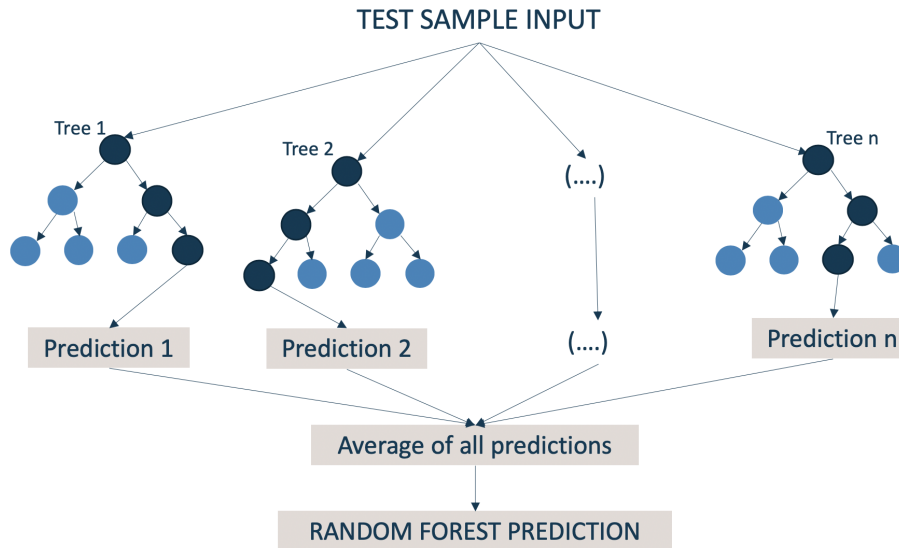 TEST SAMPLE INPUT
Tree 1
Tree 2
(....)
Tree n
Prediction 1
Prediction 2
(....)
Prediction n
Average of all predictions
RANDOM FOREST PREDICTION